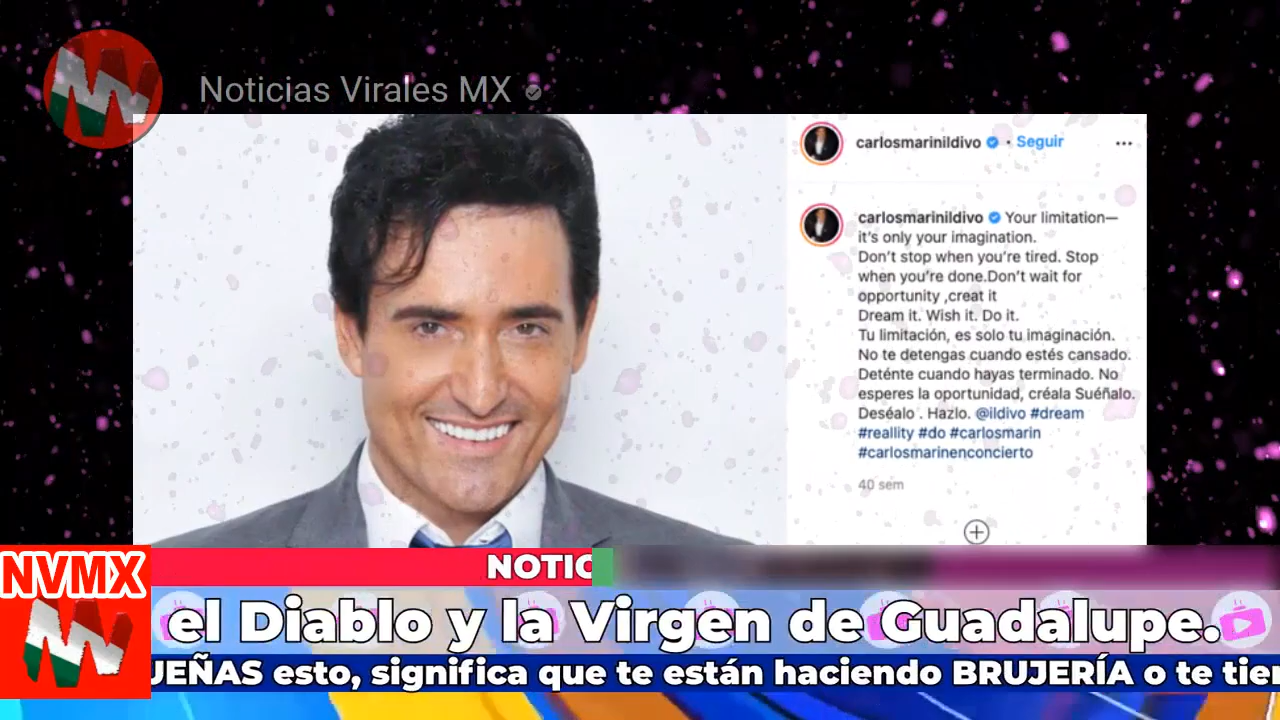 Noticias Virales MX
carlosmarinildivo • Seguir
carlosmarinildivo Your limitation—
it's only your imagination.
Don't stop when you're tired. Stop
when you're done.Don't wait for
opportunity ,creat it
Dream it. Wish it. Do it.
Tu limitación, es solo tu imaginación.
No te detengas cuando estés cansado.
Deténte cuando hayas terminado. No
esperes la oportunidad, créala Suéñalo.
Deséalo . Hazlo. @ildivo #dream
#reallity #do #carlosmarin
#carlosmarinenconcierto
40 sem
NVMX
NOTIC
el Diablo y la Virgen de Guadalupe.
UEÑAS esto, significa que te están haciendo BRUJERÍA o te tien